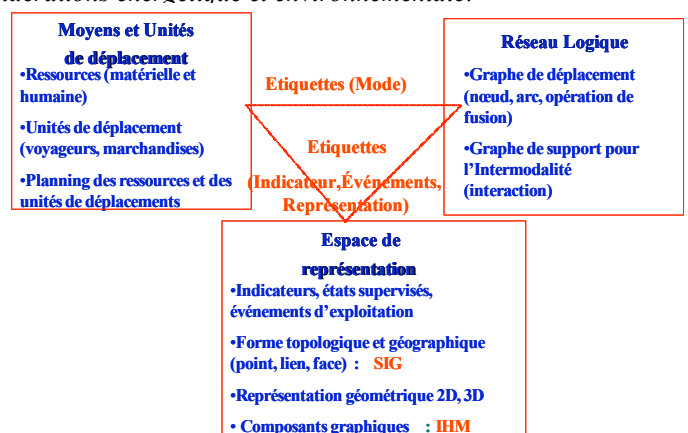 Moyens et Unités
de déplacement
•Ressources (matérielle et
humaine)
•Unités de déplacement
(voyageurs, marchandises)
•Planning des ressources et des
unités de déplacements
Etiquettes (Mode)
Etiquettes
(Indicateur,Événements,
Représentation)
Réseau Logique
•Graphe de déplacement
(nœud, arc, opération de
fusion)
•Graphe de support pour
l'Intermodalité
(interaction)
Espace de
représentation
•Indicateurs, états supervisés,
événements d'exploitation
•Forme topologique et géographique
(point, lien, face) : SIG
•Représentation géométrique 2D, 3D
• Composants graphiques : IHM